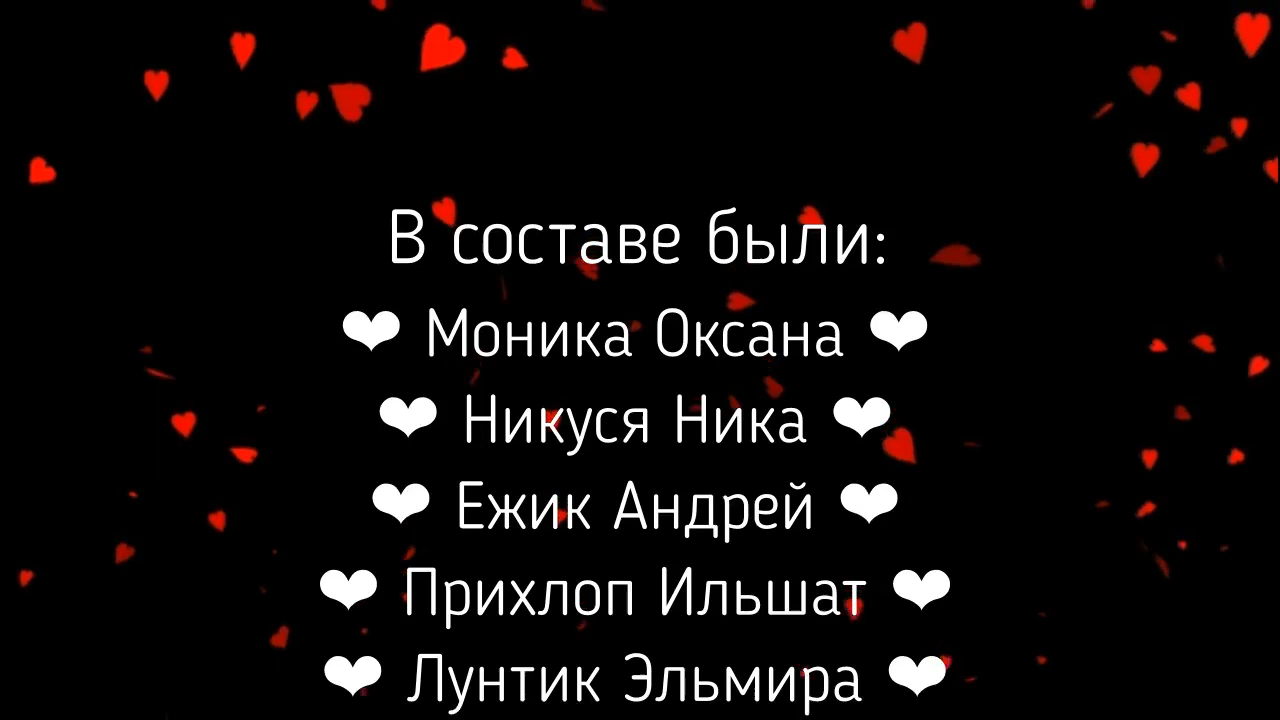 В составе были:
❤ Моника Оксана ❤
❤ Никуся Ника ❤
❤ Ежик Андрей ❤
❤ Прихлоп Ильшат ❤
❤ Лунтик Эльмира ❤